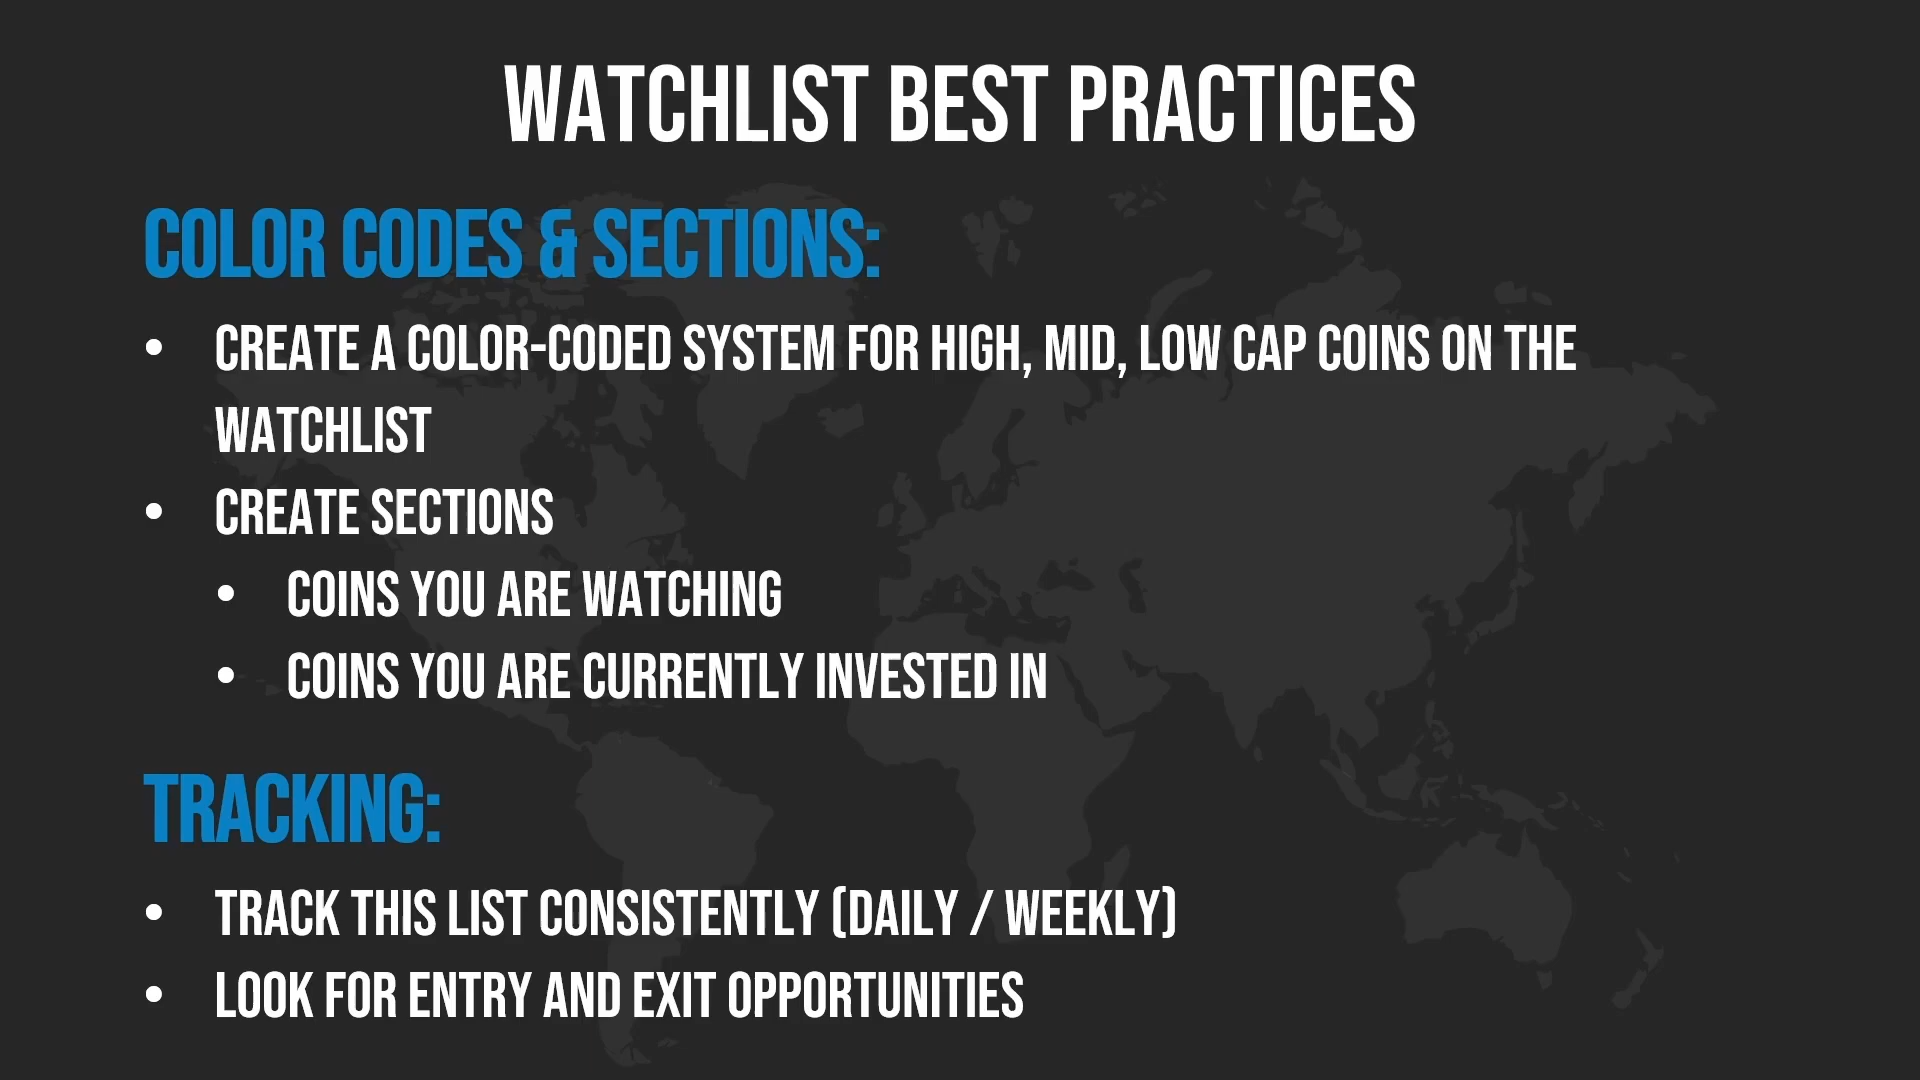 WATCHLIST BEST PRACTICES
COLOR CODES & SECTIONS:
• CREATE A COLOR-CODED SYSTEM FOR HIGH, MID, LOW CAP COINS ON THE
WATCHLIST
• CREATE SECTIONS
• COINS YOU ARE WATCHING
• COINS YOU ARE CURRENTLY INVESTED IN
TRACKING:
• TRACK THIS LIST CONSISTENTLY (DAILY / WEEKLY)
• LOOK FOR ENTRY AND EXIT OPPORTUNITIES